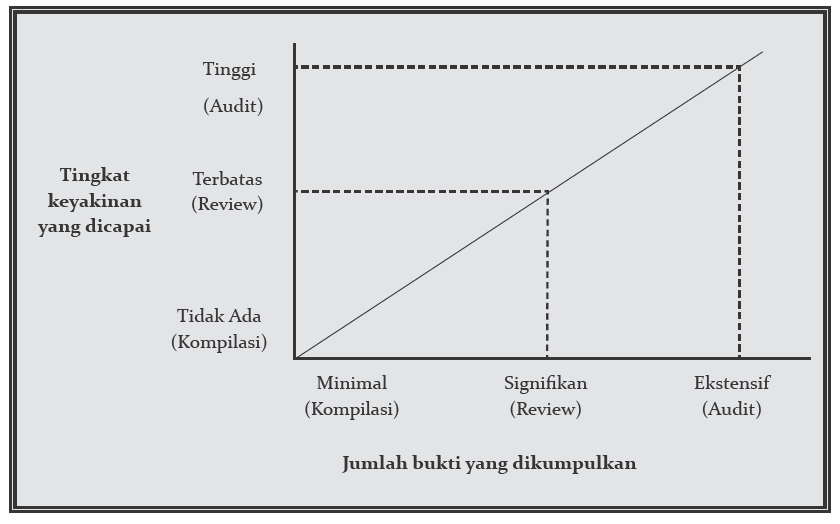 Tinggi
(Audit)
Tingkat
keyakinan
yang dicapai
Terbatas
(Review)
Tidak Ada
(Kompilasi)
Minimal
(Kompilasi)
Signifikan
(Review)
Ekstensif
(Audit)
Jumlah bukti yang dikumpulkan